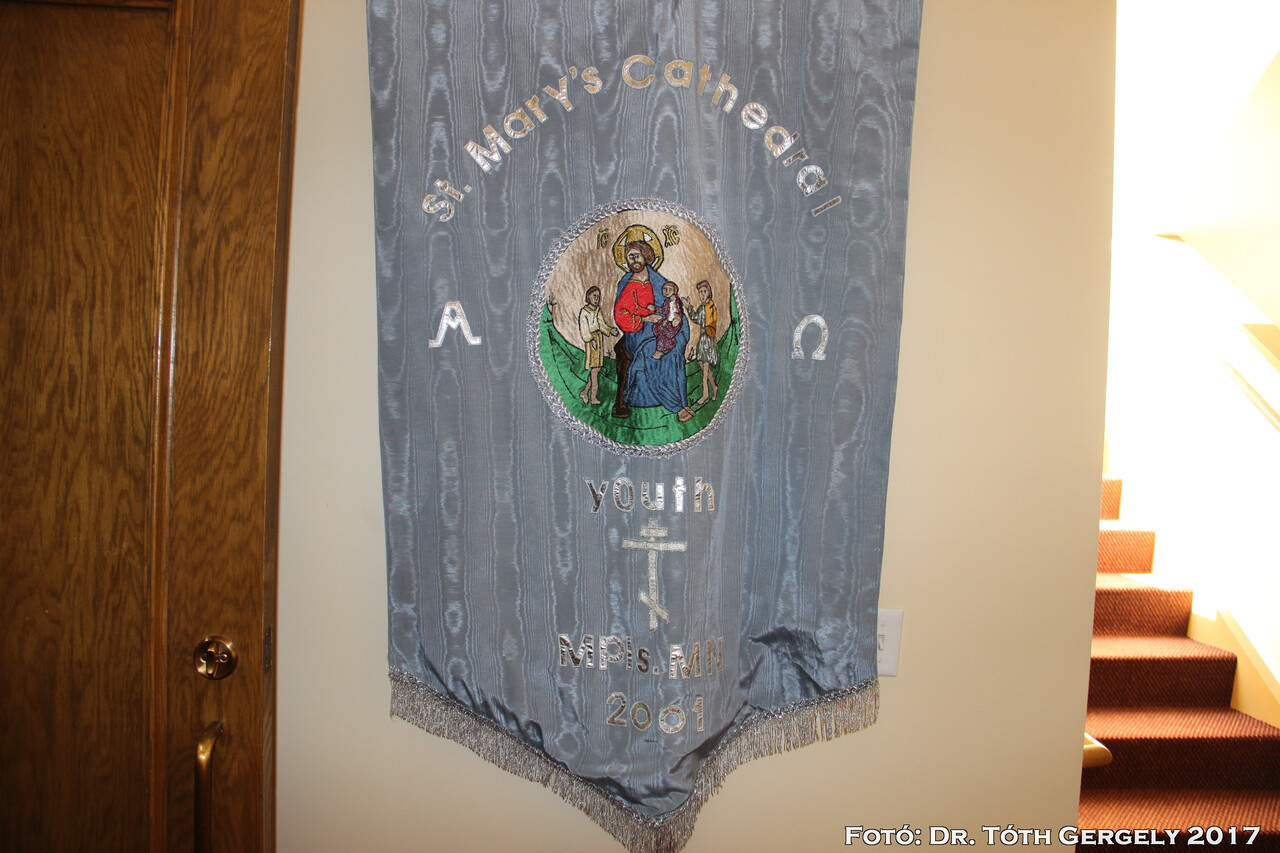 St. Mary's Cathedral
IC XC
Α Ω
youth
MPls., MN
2001
Fotó: Dr. Tóth Gergely 2017